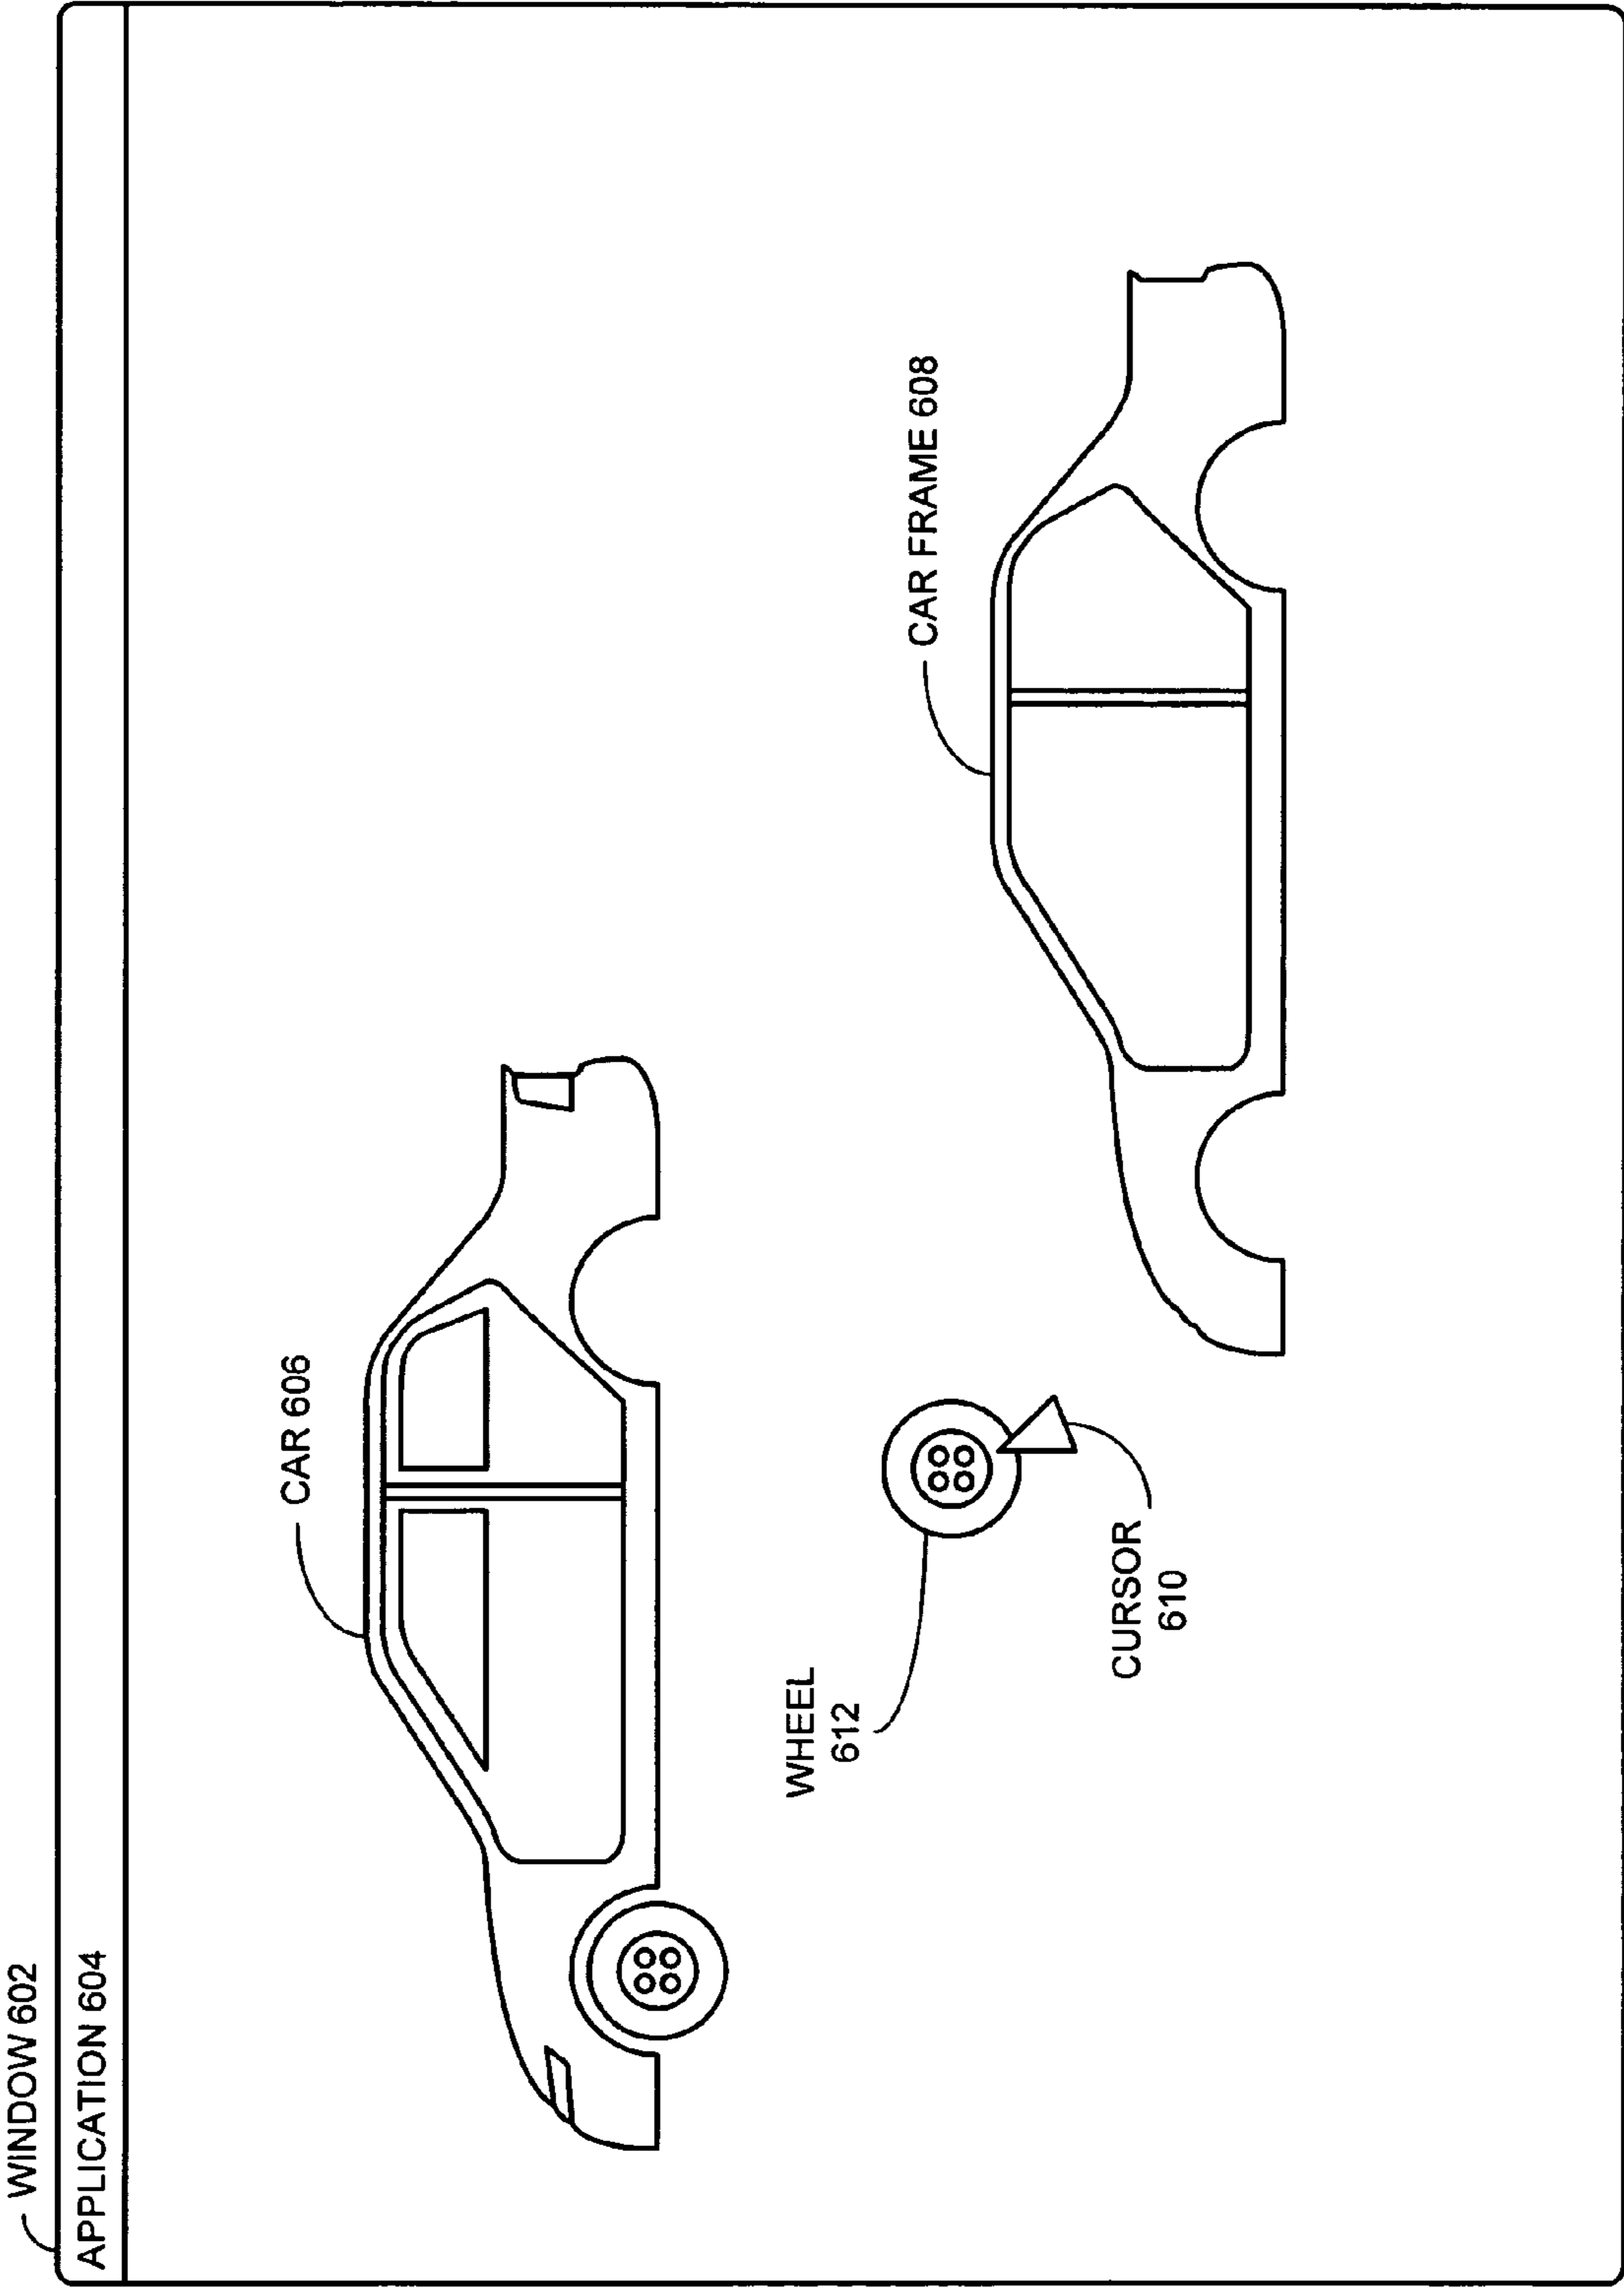 WINDOW 602
APPLICATION 604
CAR 606
WHEEL
612
CAR FRAME 608
CURSOR
610